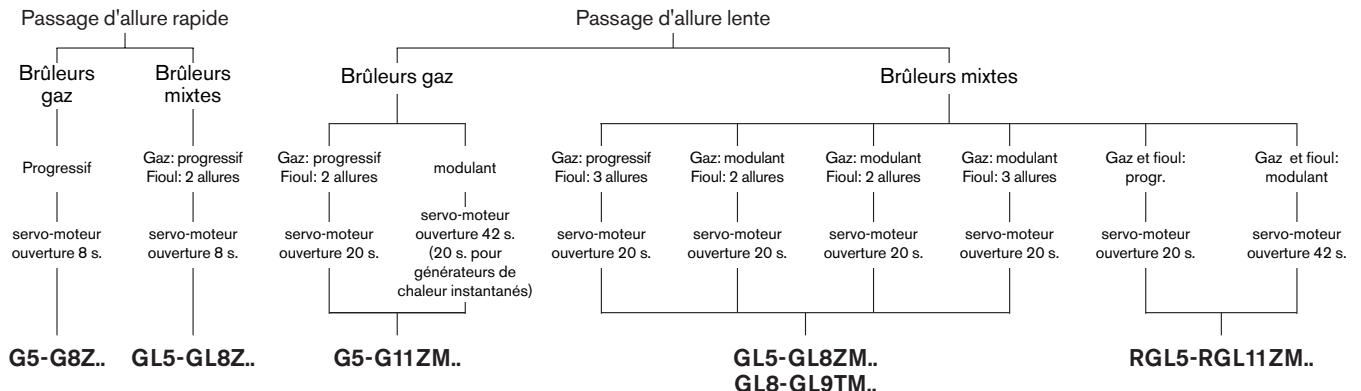 Passage d'allure rapide
Passage d'allure lente
Brûleurs
gaz
Brûleurs
mixtes
Brûleurs gaz
Brûleurs mixtes
Progressif
Gaz: progressif
Fioul: 2 allures
Gaz: progressif
Fioul: 2 allures
modulant
Gaz: progressif
Fioul: 3 allures
Gaz: modulant
Fioul: 2 allures
Gaz: modulant
Fioul: 2 allures
Gaz: modulant
Fioul: 3 allures
Gaz et fioul:
progr.
Gaz et fioul:
modulant
servo-moteur
ouverture 8 s.
servo-moteur
ouverture 8 s.
servo-moteur
ouverture 20 s.
servo-moteur
ouverture 42 s.
(20 s. pour
générateurs de
chaleur instantanés)
servo-moteur
ouverture 20 s.
servo-moteur
ouverture 20 s.
servo-moteur
ouverture 20 s.
servo-moteur
ouverture 20 s.
servo-moteur
ouverture 20 s.
servo-moteur
ouverture 42 s.
G5-G8Z..
GL5-GL8Z..
G5-G11ZM..
GL5-GL8ZM..
GL8-GL9TM..
RGL5-RGL11ZM..